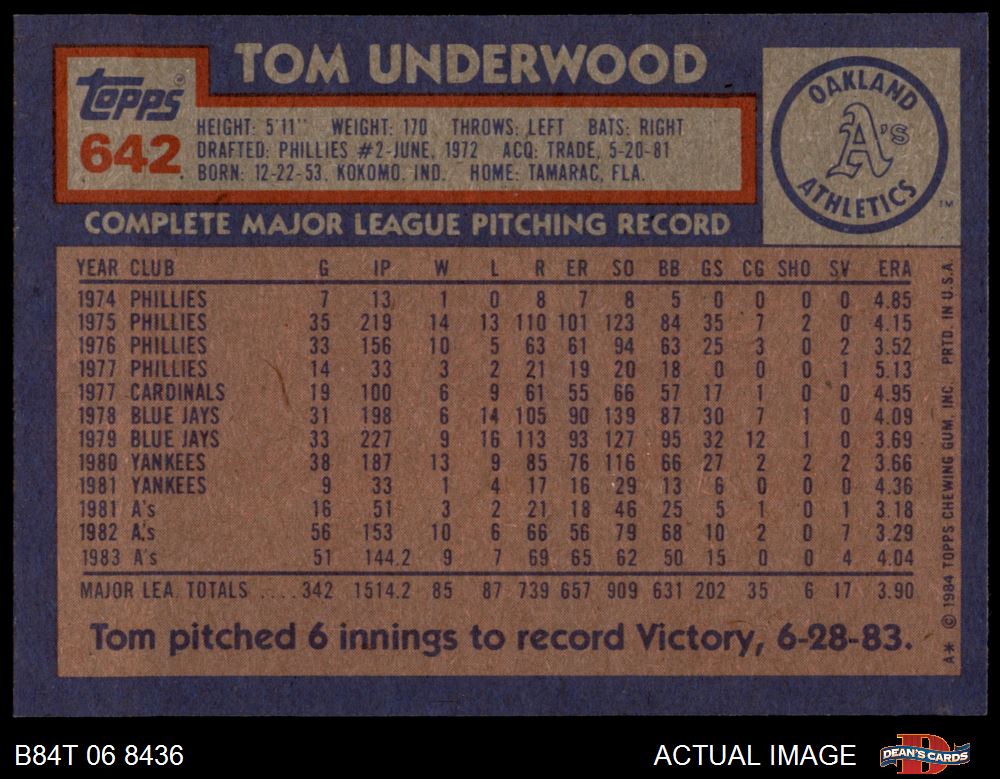 TOM UNDERWOOD
Topps
642
HEIGHT: 5'11" WEIGHT: 170 THROWS: LEFT BATS: RIGHT
DRAFTED: PHILLIES #2-JUNE, 1972 ACQ: TRADE, 5-20-81
BORN: 12-22-53, KOKOMO, IND. HOME: TAMARAC, FLA.
OAKLAND
A's
ATHLETICS
TM
COMPLETE MAJOR LEAGUE PITCHING RECORD
YEAR CLUB G IP W L R ER SO BB GS CG SHO SV ERA
1974 PHILLIES 7 13 1 0 8 7 8 5 0 0 0 0 4.85
1975 PHILLIES 35 219 14 13 110 101 123 84 35 7 2 0 4.15
1976 PHILLIES 33 156 10 5 63 61 94 63 25 3 0 2 3.52
1977 PHILLIES 14 33 3 2 21 19 20 18 0 0 0 1 5.13
1977 CARDINALS 19 100 6 9 61 55 66 57 17 1 0 0 4.95
1978 BLUE JAYS 31 198 6 14 105 90 139 87 30 7 1 0 4.09
1979 BLUE JAYS 33 227 9 16 113 93 127 95 32 12 1 0 3.69
1980 YANKEES 38 187 13 9 85 76 116 66 27 2 2 2 3.66
1981 YANKEES 9 33 1 4 17 16 29 13 6 0 0 0 4.36
1981 A's 16 51 3 2 21 18 46 25 5 1 0 1 3.18
1982 A's 56 153 10 6 66 56 79 68 10 2 0 7 3.29
1983 A's 51 144.2 9 7 69 65 62 50 15 0 0 4 4.04
MAJOR LEA. TOTALS ....342 1514.2 85 87 739 657 909 631 202 35 6 17 3.90
Tom pitched 6 innings to record Victory, 6-28-83.
A* © 1984 TOPPS CHEWING GUM, INC. PRTD. IN U.S.A.
B84T 06 8436
ACTUAL IMAGE
D
DEAN'S CARDS